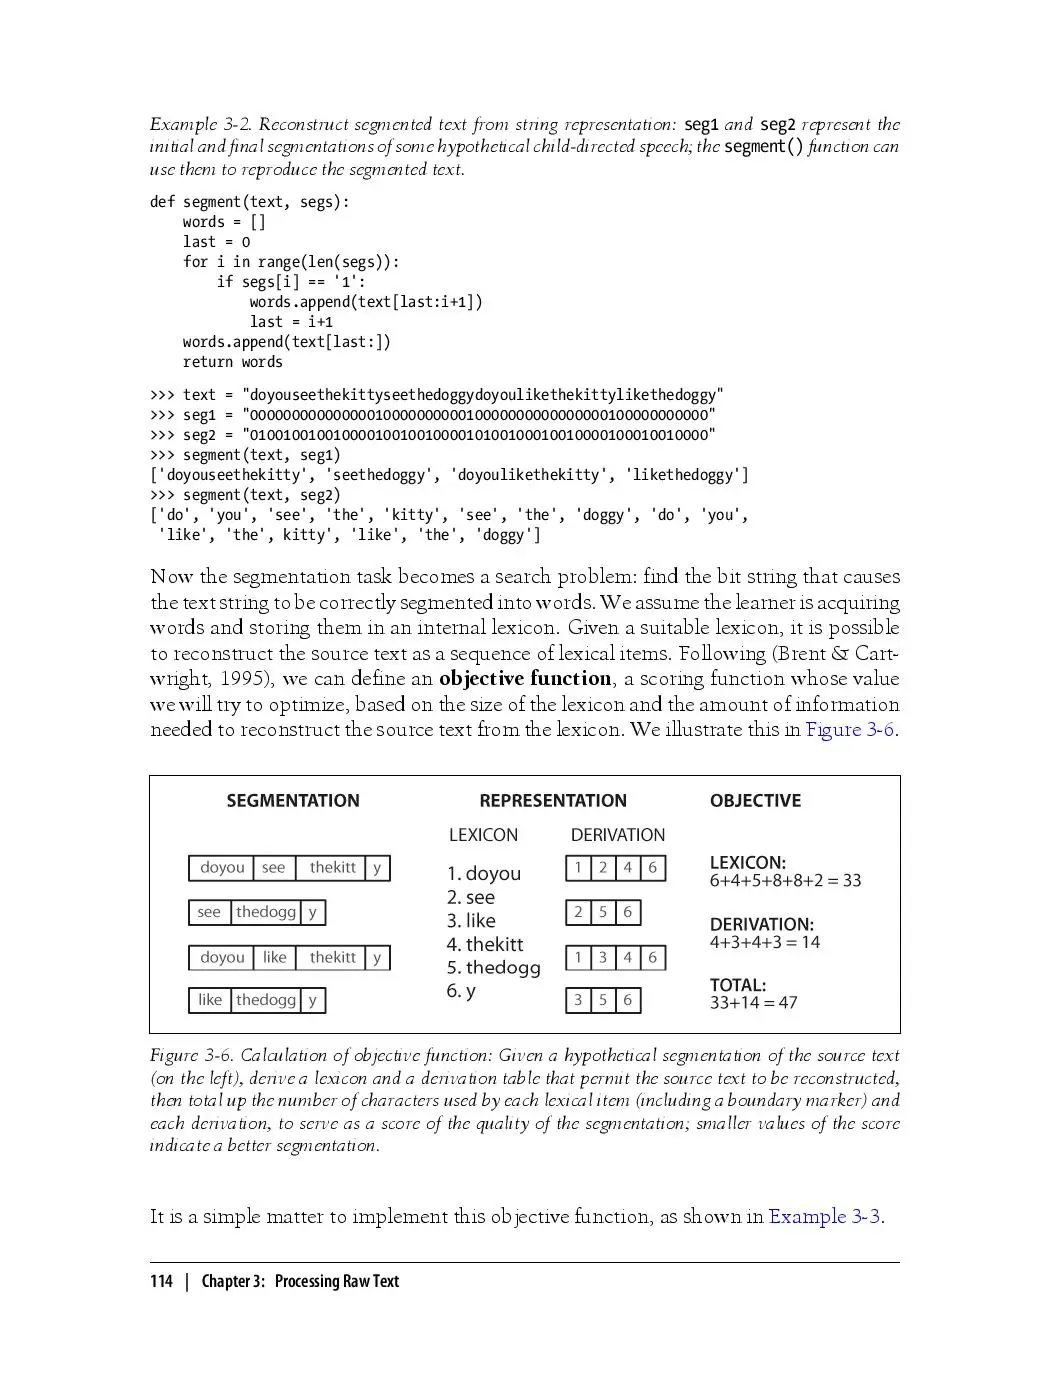 Example 3-2. Reconstruct segmented text from string representation: seg1 and seg2 represent the
initial and final segmentations of some hypothetical child-directed speech; the segment() function can
use them to reproduce the segmented text.
def segment(text, segs):
    words = []
    last = 0
    for i in range(len(segs)):
        if segs[i] == '1':
            words.append(text[last:i+1])
            last = i+1
    words.append(text[last:])
    return words
>>> text = "doyouseethekittyseethedoggydoyoulikethekittylikethedoggy"
>>> seg1 = "0000000000000001000000000010000000000000000100000000000"
>>> seg2 = "0100100100100001001001000010100100010010000100010010000"
>>> segment(text, seg1)
['doyouseethekitty', 'seethedoggy', 'doyoulikethekitty', 'likethedoggy']
>>> segment(text, seg2)
['do', 'you', 'see', 'the', 'kitty', 'see', 'the', 'doggy', 'do', 'you',
 'like', 'the', kitty', 'like', 'the', 'doggy']
Now the segmentation task becomes a search problem: find the bit string that causes
the text string to be correctly segmented into words. We assume the learner is acquiring
words and storing them in an internal lexicon. Given a suitable lexicon, it is possible
to reconstruct the source text as a sequence of lexical items. Following (Brent & Cart-
wright, 1995), we can define an objective function, a scoring function whose value
we will try to optimize, based on the size of the lexicon and the amount of information
needed to reconstruct the source text from the lexicon. We illustrate this in Figure 3-6.
SEGMENTATION REPRESENTATION OBJECTIVE
LEXICON DERIVATION
doyou see thekitt y
see thedogg y
doyou like thekitt y
like thedogg y
1. doyou
2. see
3. like
4. thekitt
5. thedogg
6. y
1 2 4 6
2 5 6
1 3 4 6
3 5 6
LEXICON:
6+4+5+8+8+2 = 33
DERIVATION:
4+3+4+3 = 14
TOTAL:
33+14 = 47
Figure 3-6. Calculation of objective function: Given a hypothetical segmentation of the source text
(on the left), derive a lexicon and a derivation table that permit the source text to be reconstructed,
then total up the number of characters used by each lexical item (including a boundary marker) and
each derivation, to serve as a score of the quality of the segmentation; smaller values of the score
indicate a better segmentation.
It is a simple matter to implement this objective function, as shown in Example 3-3.
114 | Chapter 3: Processing Raw Text